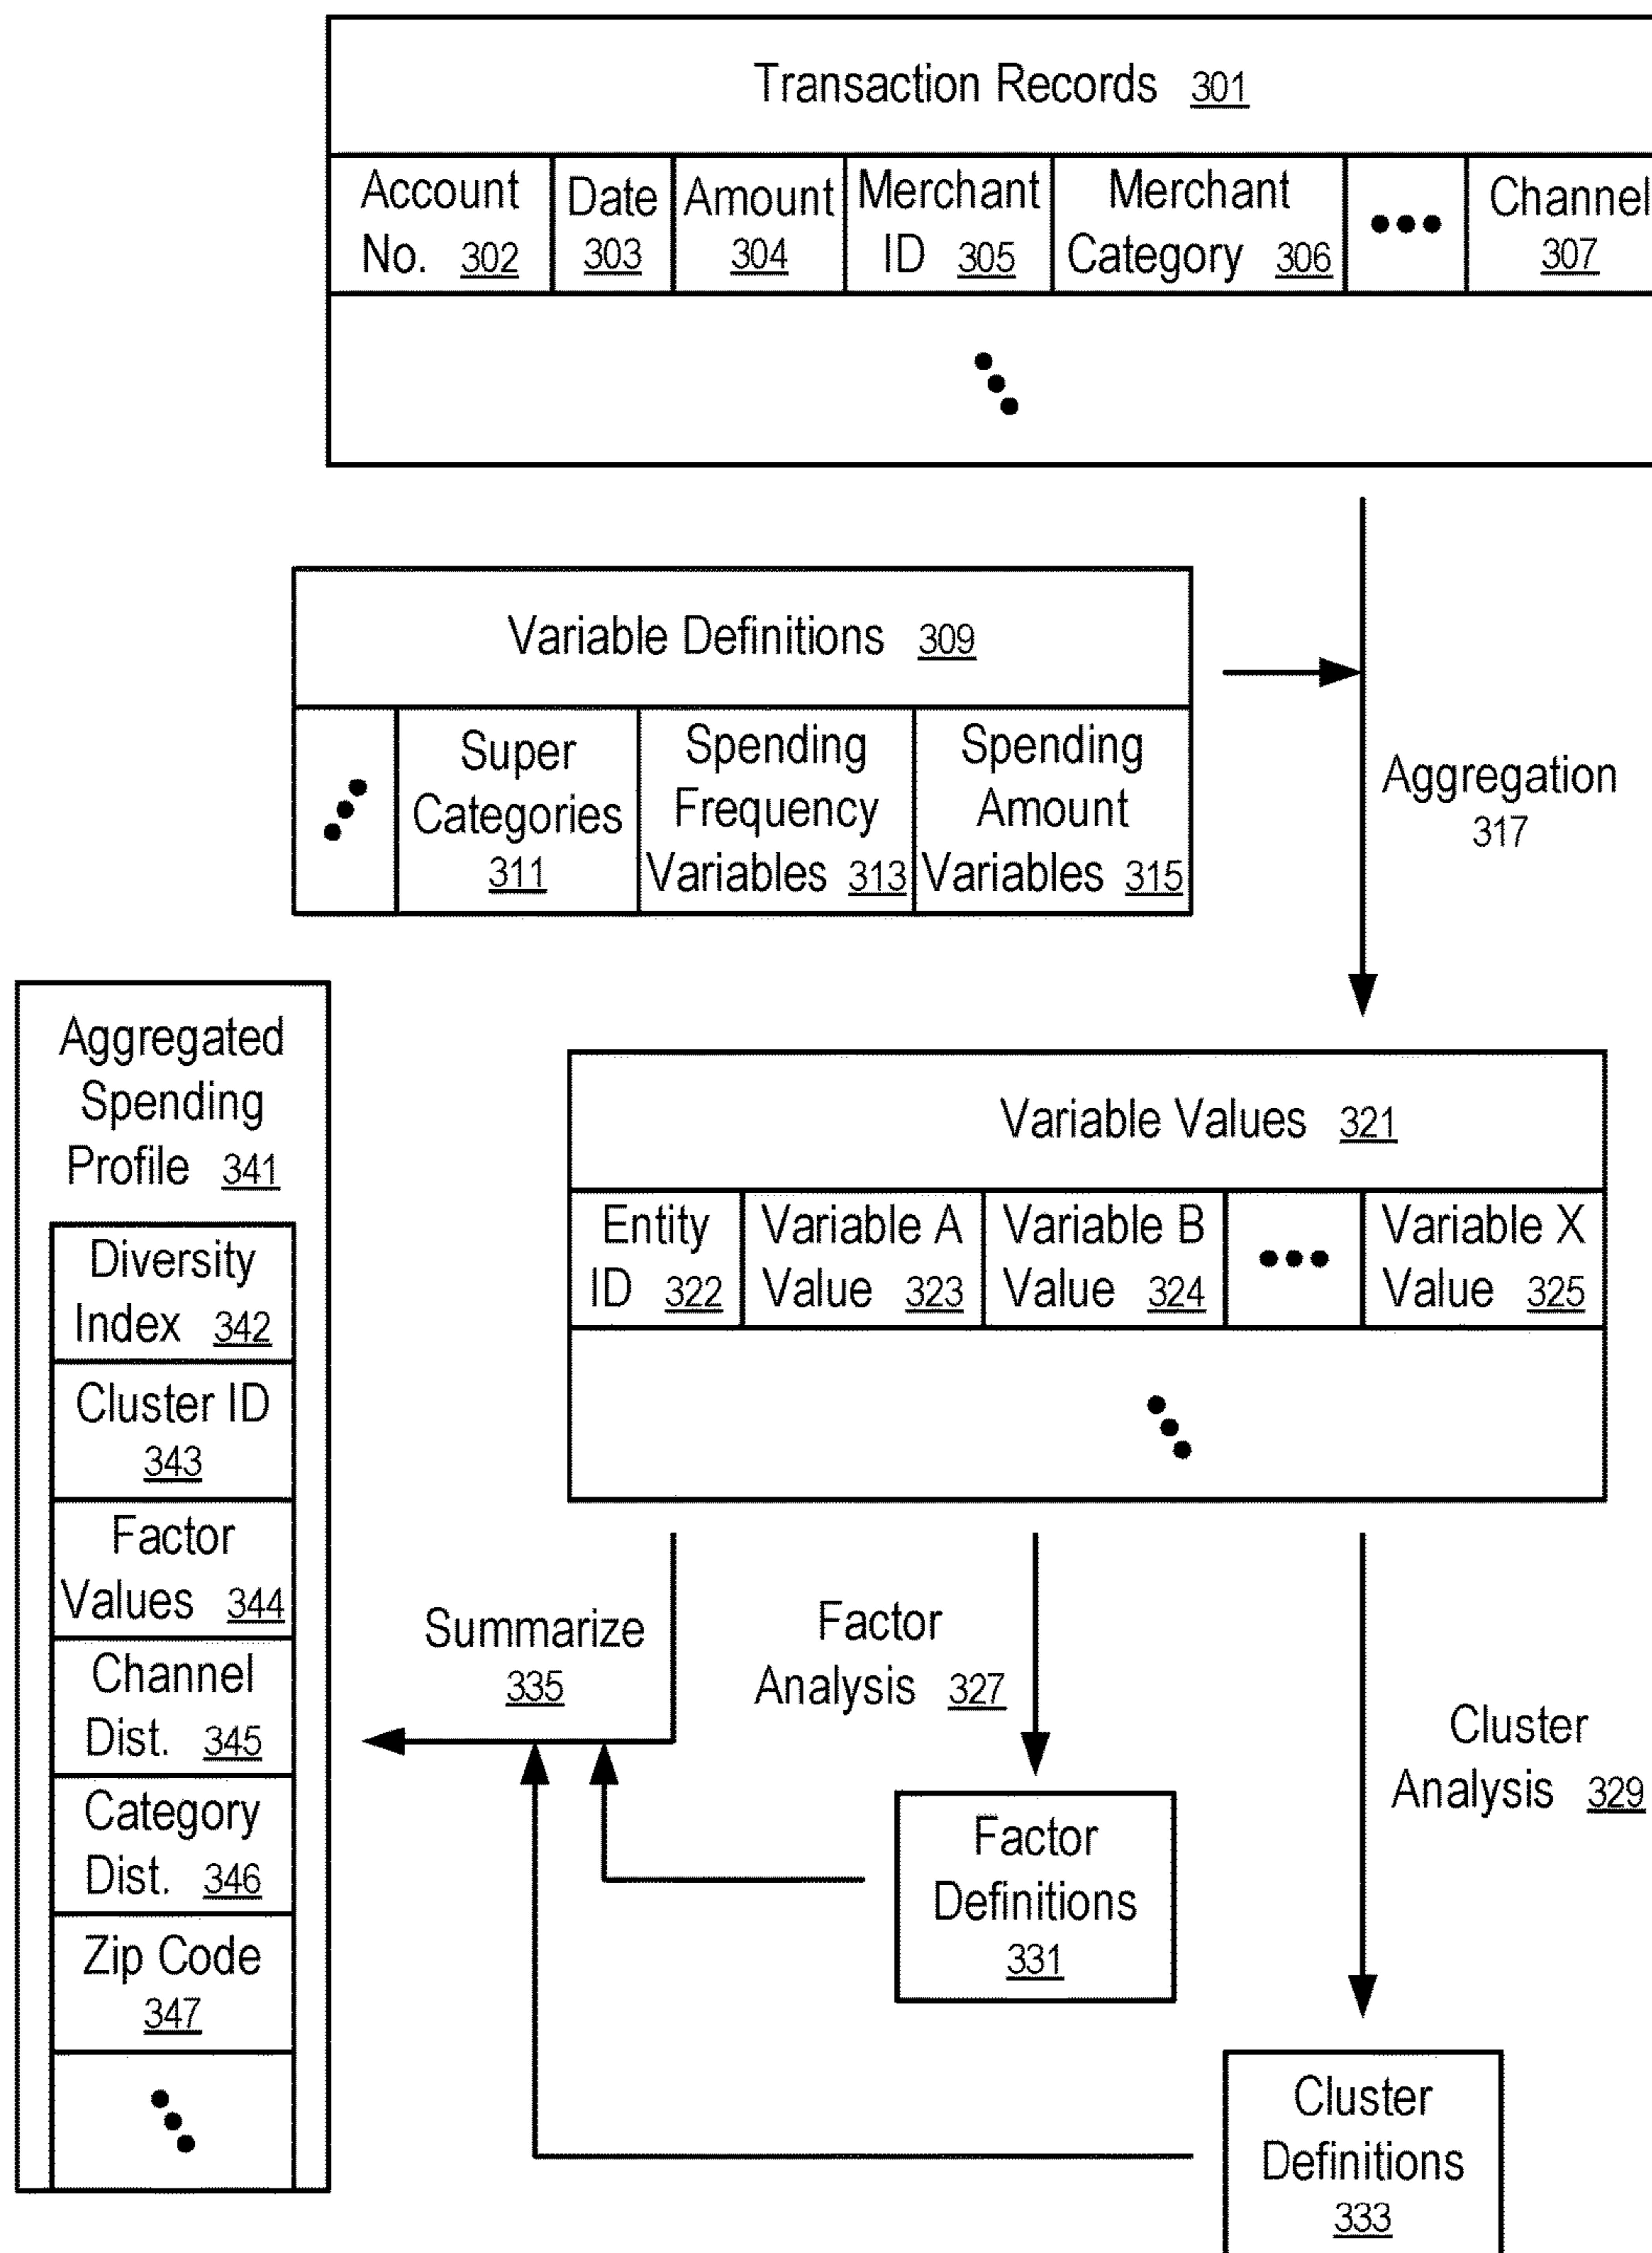 Transaction Records 301
Account
No. 302
Date
303
Amount
304
Merchant
ID 305
Merchant
Category 306
Channel
307
Variable Definitions 309
Super
Categories
311
Spending
Frequency
Variables 313
Spending
Amount
Variables 315
Aggregation
317
Aggregated
Spending
Profile 341
Diversity
Index 342
Cluster ID
343
Factor
Values 344
Channel
Dist. 345
Category
Dist. 346
Zip Code
347
Variable Values 321
Entity
ID 322
Variable A
Value 323
Variable B
Value 324
Variable X
Value 325
Summarize
335
Factor
Analysis 327
Cluster
Analysis 329
Factor
Definitions
331
Cluster
Definitions
333